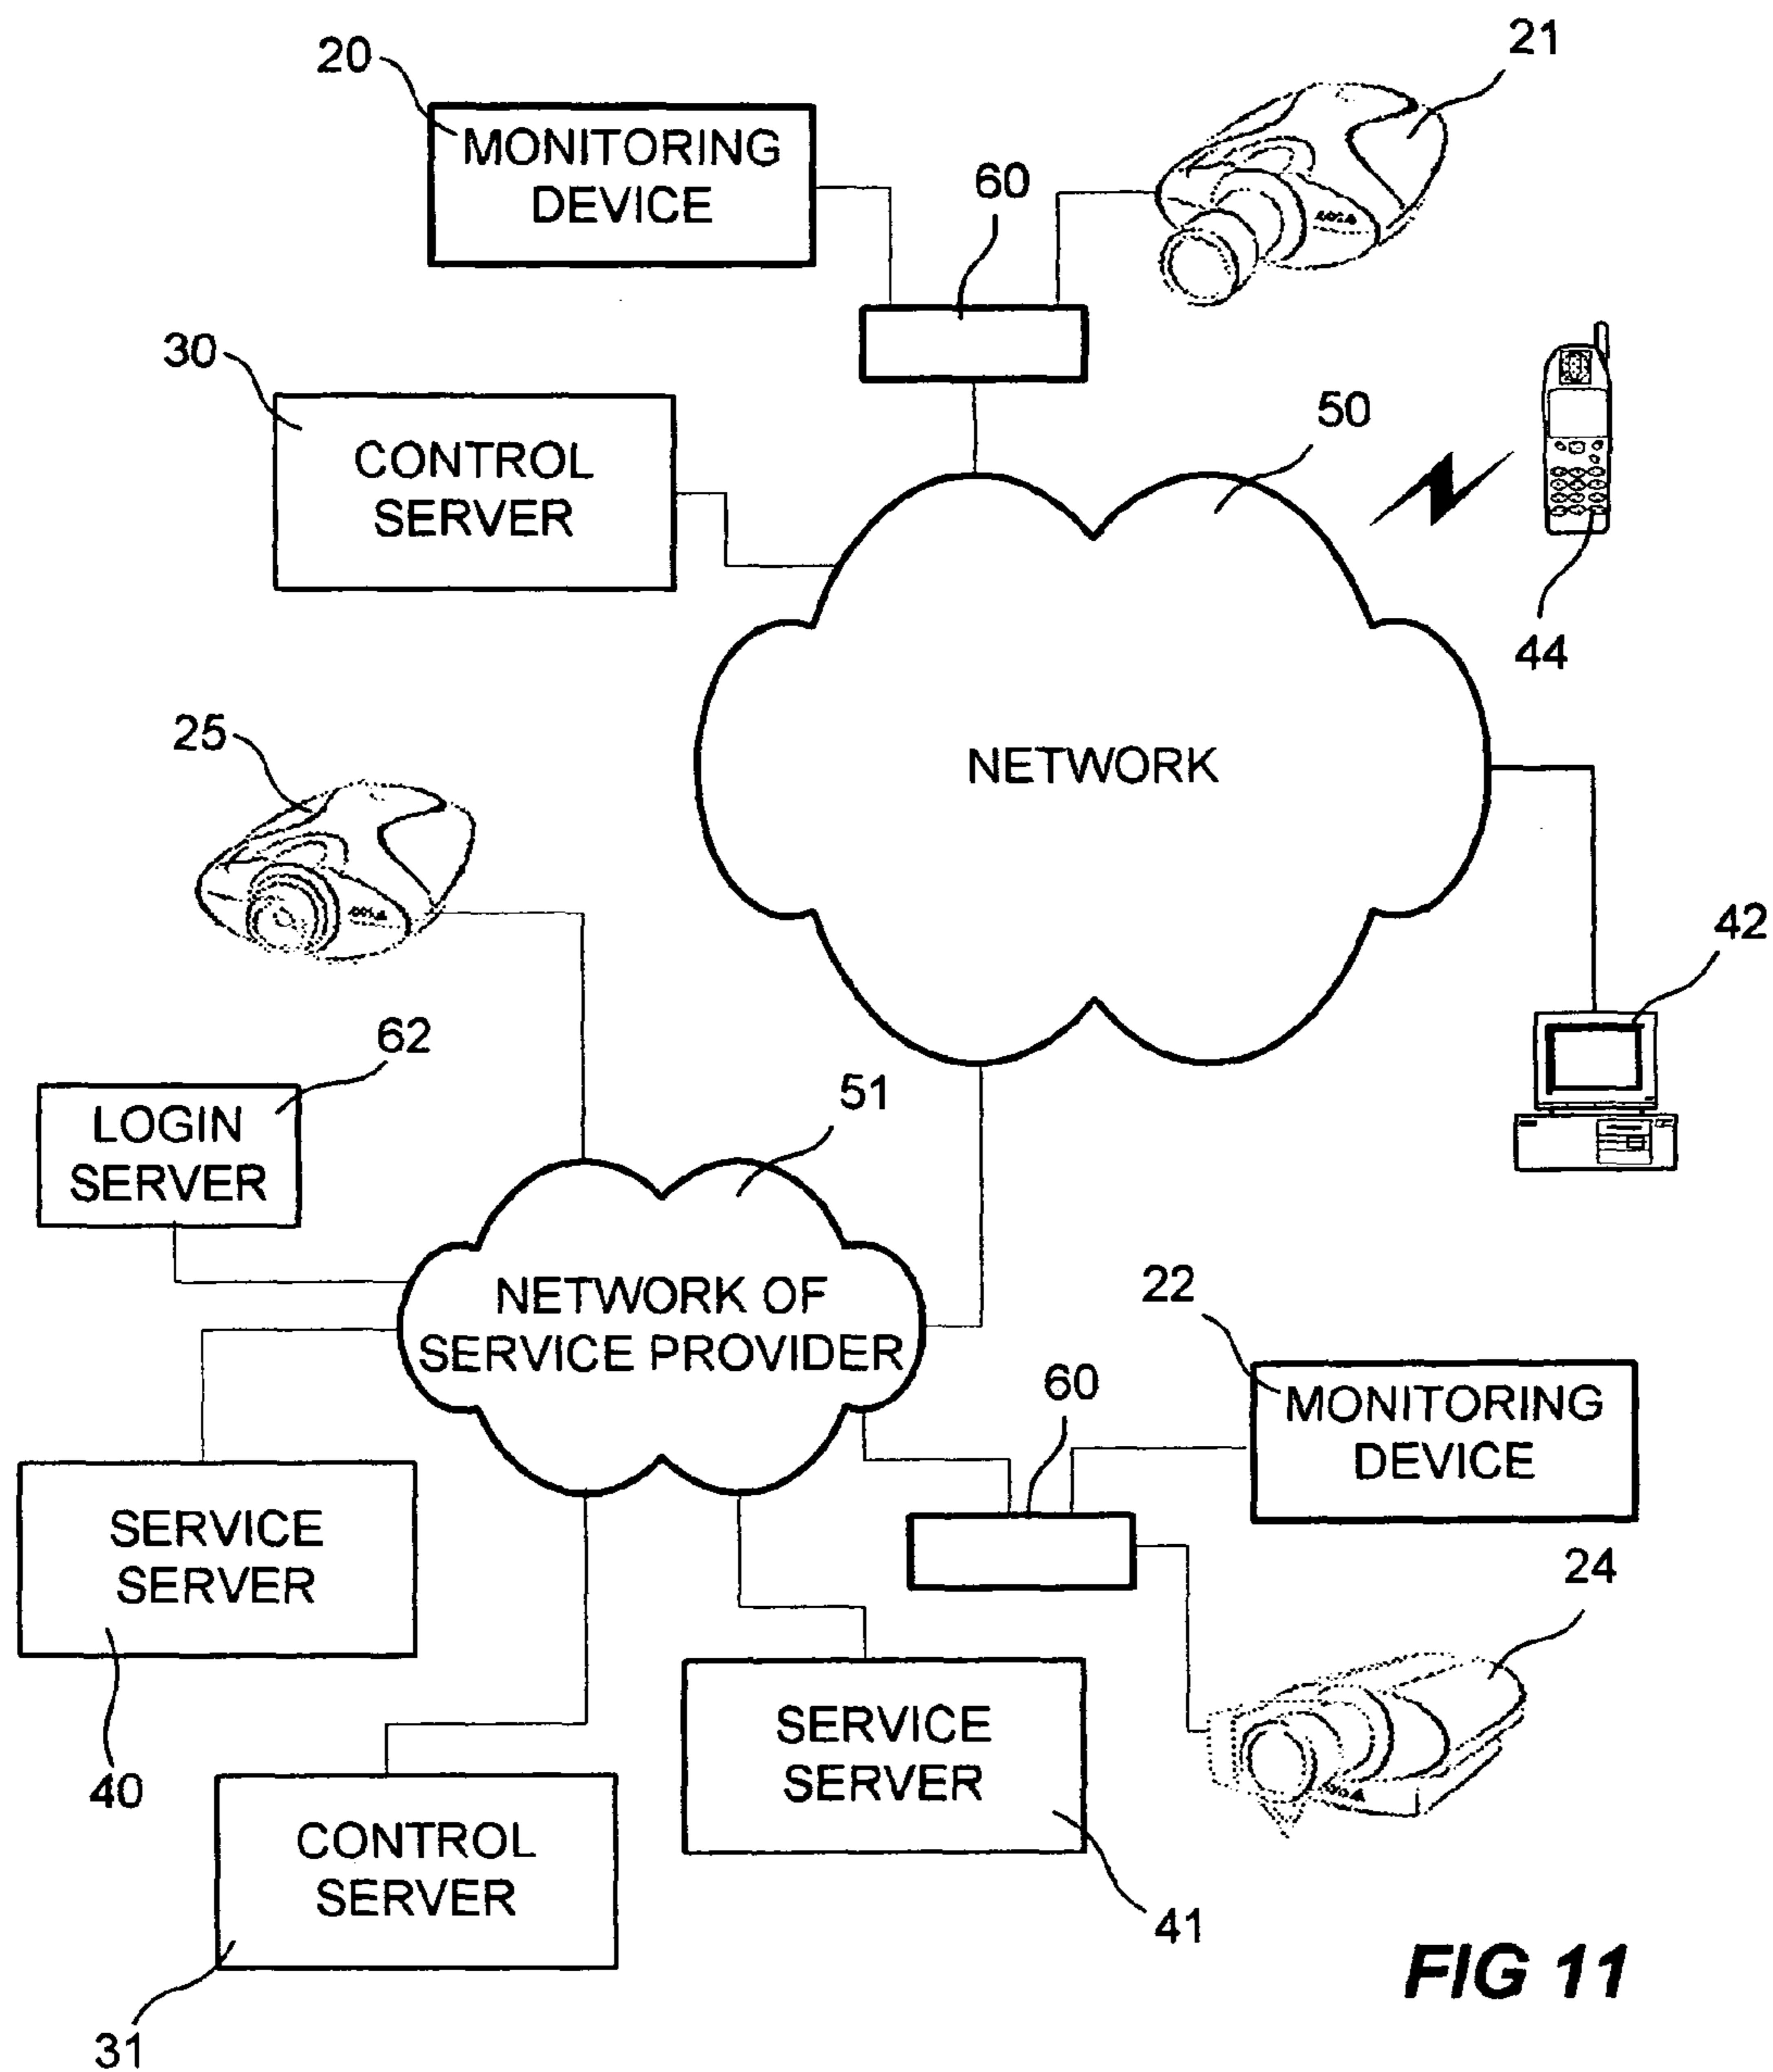 20
21
MONITORING
DEVICE
60
30
CONTROL
SERVER
50
44
NETWORK
25
42
62
LOGIN
SERVER
51
NETWORK OF
SERVICE PROVIDER
22
MONITORING
DEVICE
60
SERVICE
SERVER
24
40
SERVICE
SERVER
CONTROL
SERVER
41
31
FIG 11